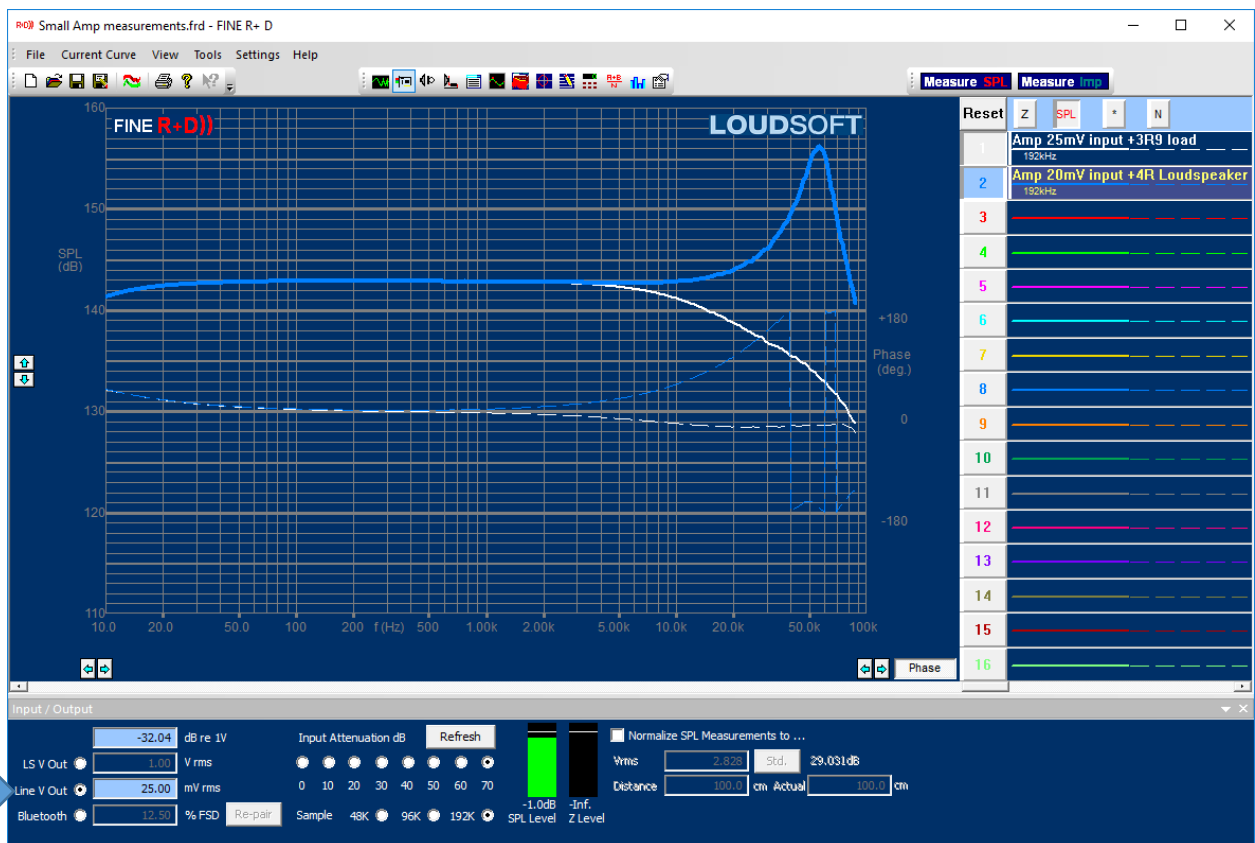 R+D)) Small Amp measurements.frd - FINE R+ D
File Current Curve View Tools Settings Help
R+B
N
Measure SPL Measure Imp
FINE R+D))
LOUDSOFT
160
150
140
130
120
110
SPL
(dB)
+180
Phase
(deg.)
0
-180
10.0 20.0 50.0 100 200 f (Hz) 500 1.00k 2.00k 5.00k 10.0k 20.0k 50.0k 100k
Phase
Reset Z SPL * N
1 Amp 25mV input +3R9 load
192kHz
2 Amp 20mV input +4R Loudspeaker
192kHz
3
4
5
6
7
8
9
10
11
12
13
14
15
16
Input / Output
-32.04 dB re 1V
LS V Out 1.00 V rms
Line V Out 25.00 mV rms
Bluetooth 12.50 % FSD Re-pair
Input Attenuation dB Refresh
0 10 20 30 40 50 60 70
Sample 48K 96K 192K
-1.0dB -Inf.
SPL Level Z Level
Normalize SPL Measurements to ...
Vrms 2.828 Std. 29.031dB
Distance 100.0 cm Actual 100.0 cm